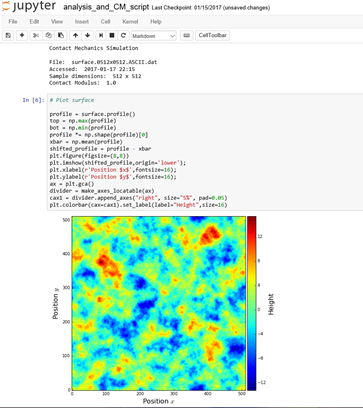 jupyter analysis_and_CM_script Last Checkpoint: 01/15/2017 (unsaved changes)
File Edit View Insert Cell Kernel Help
Markdown CellToolbar
Contact Mechanics Simulation
File: surface.0512x0512.ASCII.dat
Accessed: 2017-01-17 22:15
Sample dimensions: 512 x 512
Contact Modulus: 1.0
In [6]: # Plot surface
profile = surface.profile()
top = np.max(profile)
bot = np.min(profile)
profile *= np.shape(profile)[0]
xbar = np.mean(profile)
shifted_profile = profile - xbar
plt.figure(figsize=(8,8))
plt.imshow(shifted_profile,origin='lower');
plt.xlabel(r'Position $x$',fontsize=16);
plt.ylabel(r'Position $y$',fontsize=16);
ax = plt.gca()
divider = make_axes_locatable(ax)
cax1 = divider.append_axes("right", size="5%", pad=0.05)
plt.colorbar(cax=cax1).set_label(label="Height",size=16)
500
400
300
200
100
0
Position y
0 100 200 300 400 500
Position x
12
8
4
0
−4
−8
−12
Height